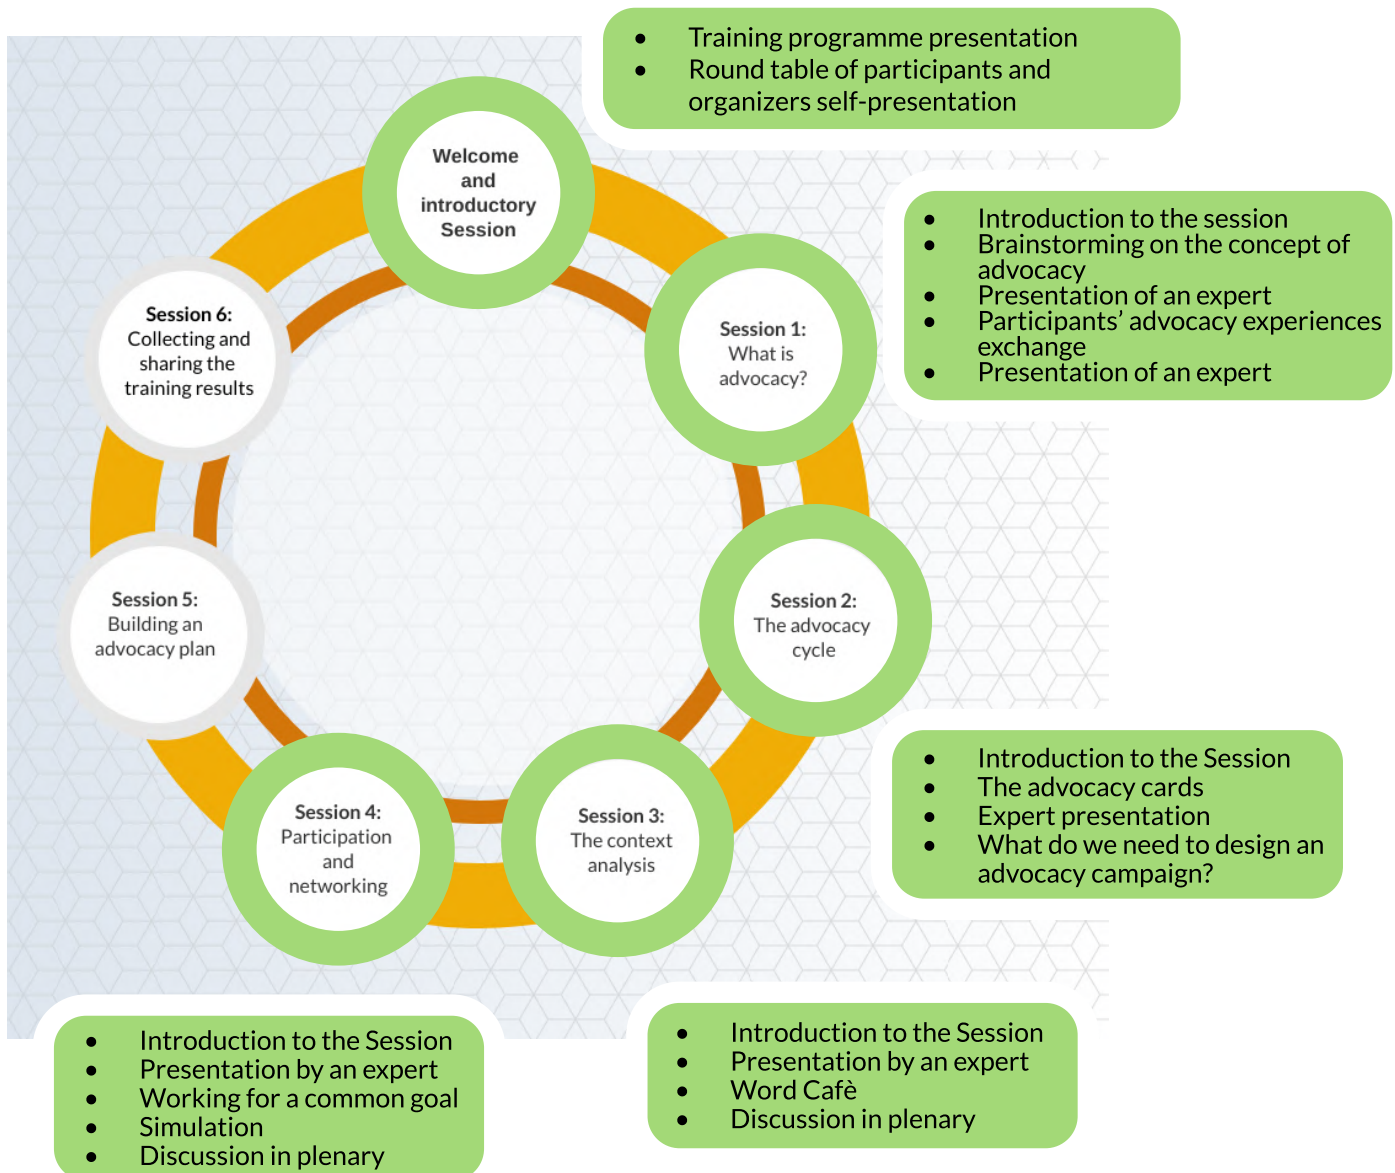 • Training programme presentation
• Round table of participants and
organizers self-presentation
Welcome
and
introductory
Session
• Introduction to the session
• Brainstorming on the concept of
advocacy
• Presentation of an expert
• Participants’ advocacy experiences
exchange
• Presentation of an expert
Session 1:
What is
advocacy?
Session 2:
The advocacy
cycle
• Introduction to the Session
• The advocacy cards
• Expert presentation
• What do we need to design an
advocacy campaign?
Session 3:
The context
analysis
• Introduction to the Session
• Presentation by an expert
• Word Cafè
• Discussion in plenary
Session 4:
Participation
and
networking
• Introduction to the Session
• Presentation by an expert
• Working for a common goal
• Simulation
• Discussion in plenary
Session 5:
Building an
advocacy plan
Session 6:
Collecting and
sharing the
training results